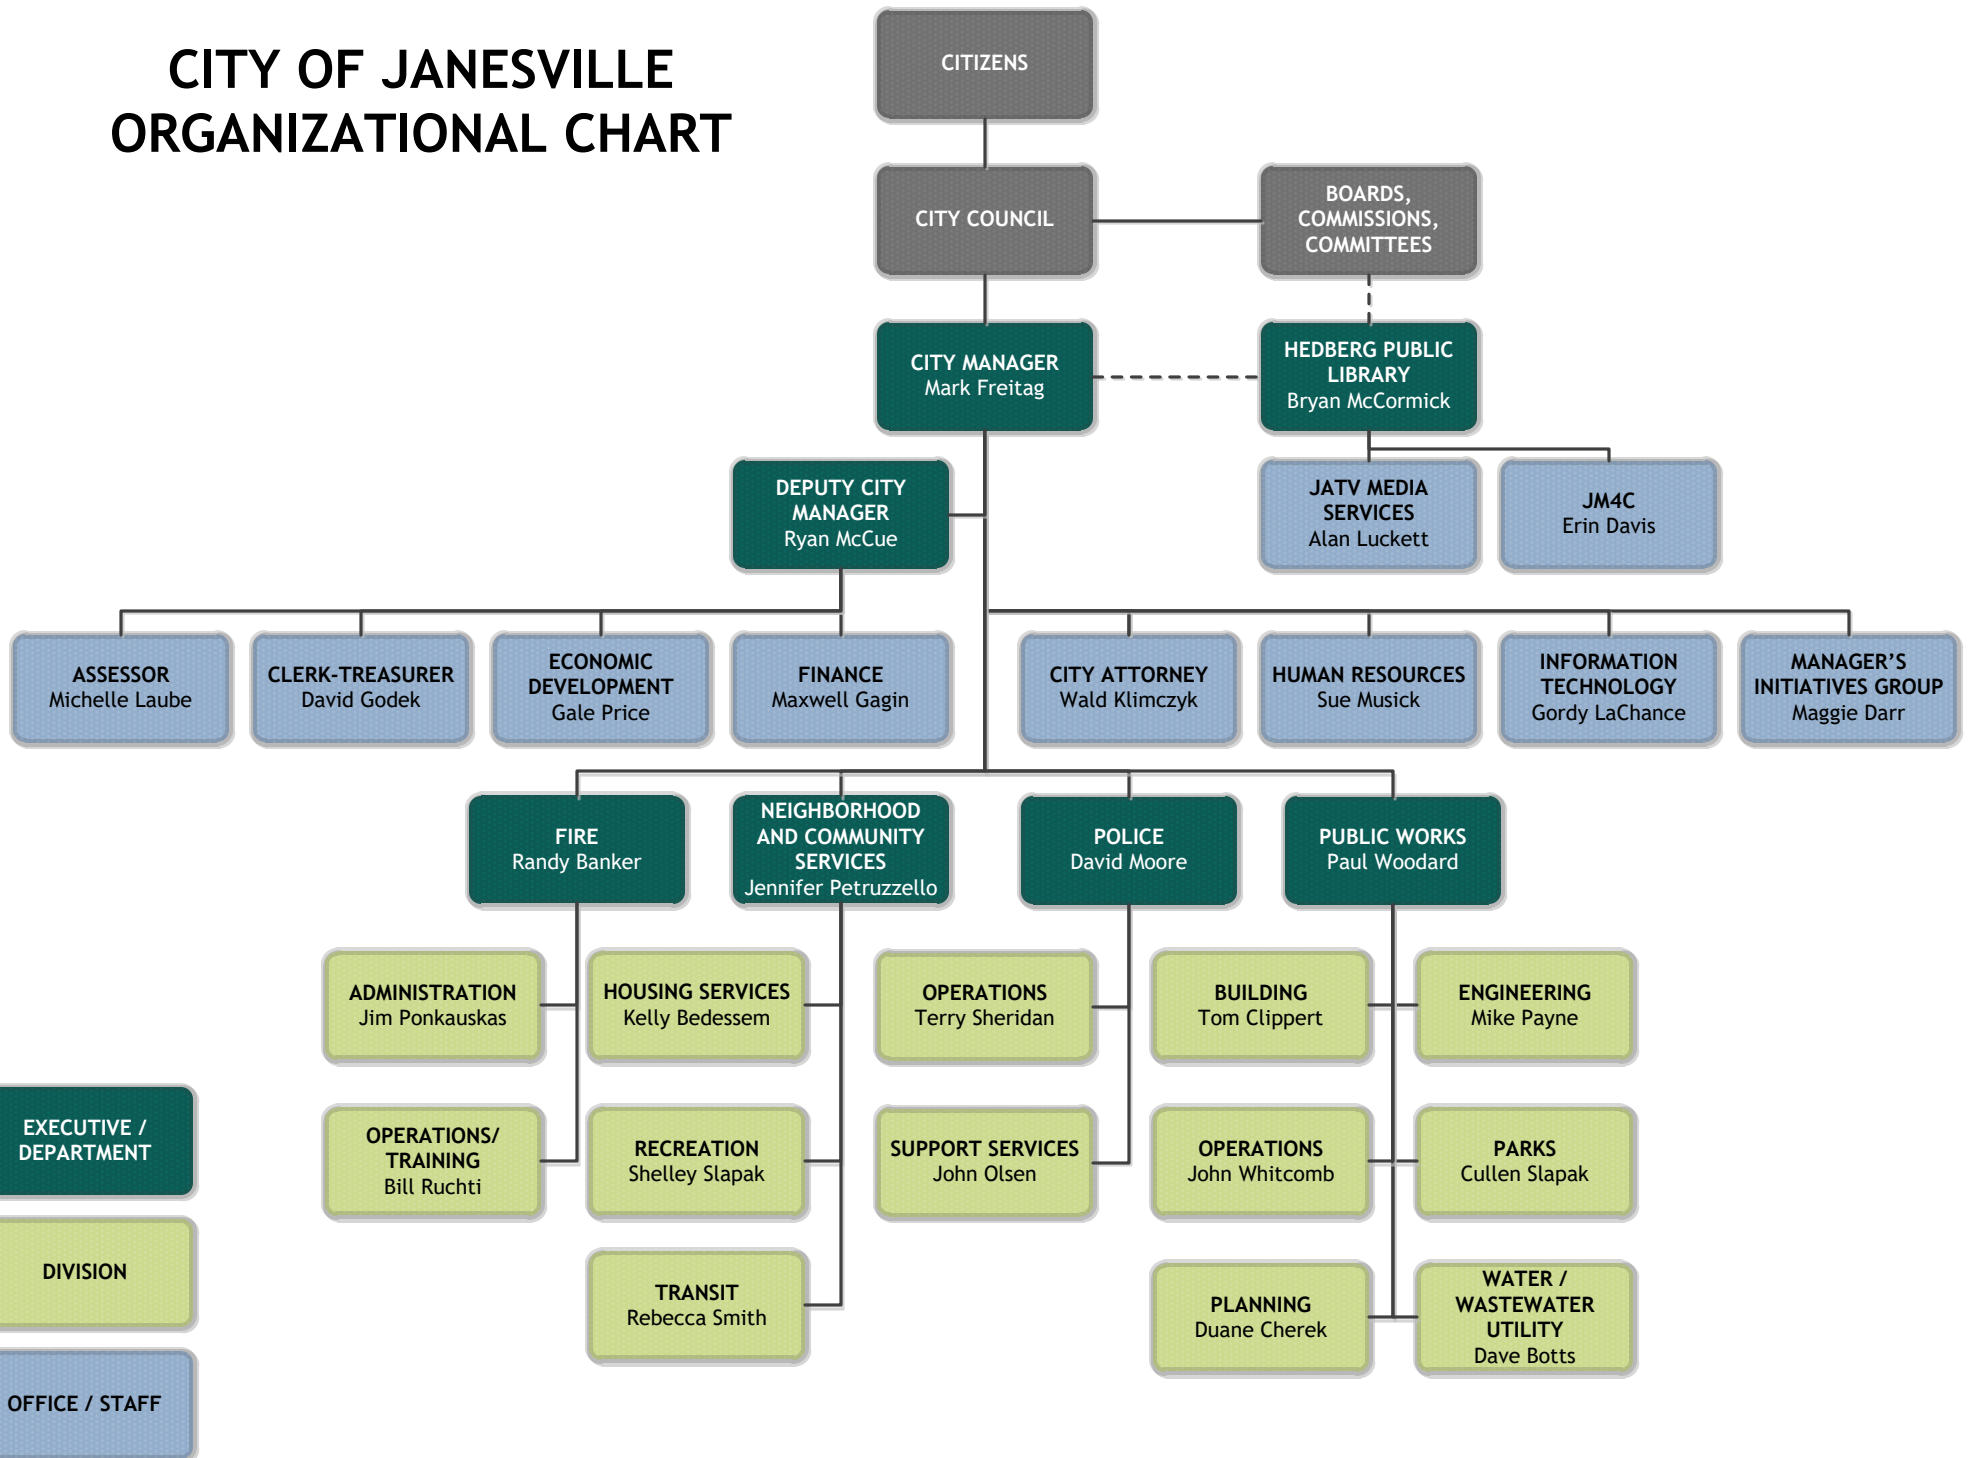 CITY OF JANESVILLE
ORGANIZATIONAL CHART
CITIZENS
CITY COUNCIL
BOARDS,
COMMISSIONS,
COMMITTEES
CITY MANAGER
Mark Freitag
HEDBERG PUBLIC
LIBRARY
Bryan McCormick
DEPUTY CITY
MANAGER
Ryan McCue
JATV MEDIA
SERVICES
Alan Luckett
JM4C
Erin Davis
ASSESSOR
Michelle Laube
CLERK-TREASURER
David Godek
ECONOMIC
DEVELOPMENT
Gale Price
FINANCE
Maxwell Gagin
CITY ATTORNEY
Wald Klimczyk
HUMAN RESOURCES
Sue Musick
INFORMATION
TECHNOLOGY
Gordy LaChance
MANAGER'S
INITIATIVES GROUP
Maggie Darr
FIRE
Randy Banker
NEIGHBORHOOD
AND COMMUNITY
SERVICES
Jennifer Petruzzello
POLICE
David Moore
PUBLIC WORKS
Paul Woodard
ADMINISTRATION
Jim Ponkauskas
HOUSING SERVICES
Kelly Bedessem
OPERATIONS
Terry Sheridan
BUILDING
Tom Clippert
ENGINEERING
Mike Payne
EXECUTIVE /
DEPARTMENT
OPERATIONS/
TRAINING
Bill Ruchti
RECREATION
Shelley Slapak
SUPPORT SERVICES
John Olsen
OPERATIONS
John Whitcomb
PARKS
Cullen Slapak
DIVISION
TRANSIT
Rebecca Smith
PLANNING
Duane Cherek
WATER /
WASTEWATER
UTILITY
Dave Botts
OFFICE / STAFF